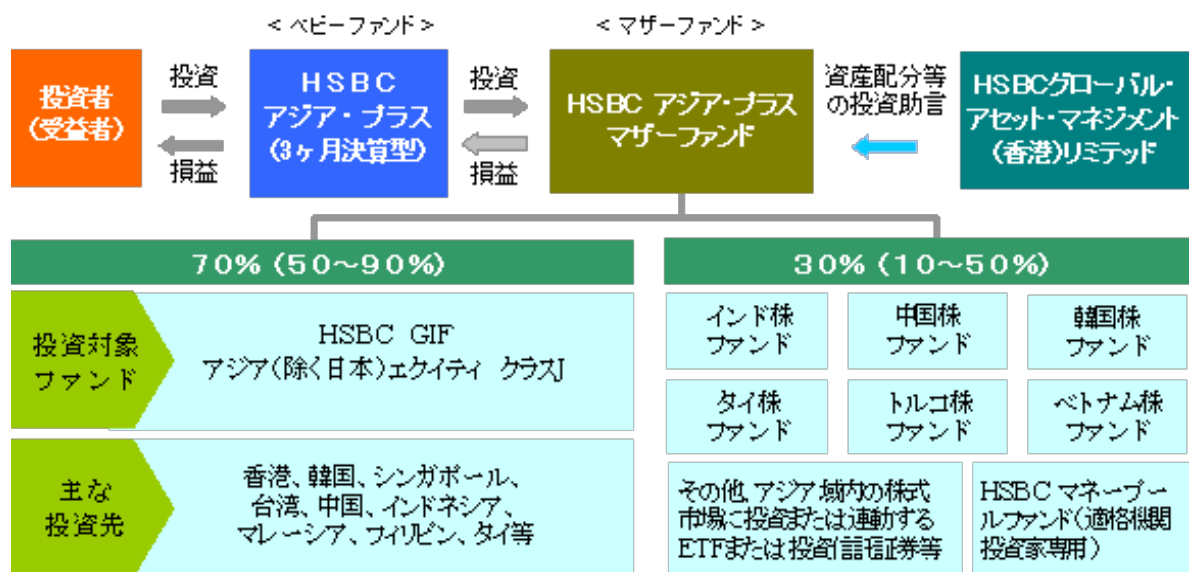 ＜ベビーファンド＞
＜マザーファンド＞
投資者
(受益者)
投資
損益
HSBC
アジア・プラス
(3ヶ月決算型)
投資
損益
HSBC アジア・プラス
マザーファンド
資産配分等
の投資助言
HSBCグローバル・
アセット・マネジメント
(香港)リミテッド
70% (50～90%)
30% (10～50%)
投資対象
ファンド
HSBC GIF
アジア(除く日本)エクイティ クラスJ
主な
投資先
香港、韓国、シンガポール、
台湾、中国、インドネシア、
マレーシア、フィリピン、タイ等
インド株
ファンド
中国株
ファンド
韓国株
ファンド
タイ株
ファンド
トルコ株
ファンド
ベトナム株
ファンド
その他、アジア域内の株式
市場に投資または連動する
ETFまたは投資信託証券等
HSBC マネープー
ルファンド(適格機関
投資家専用)